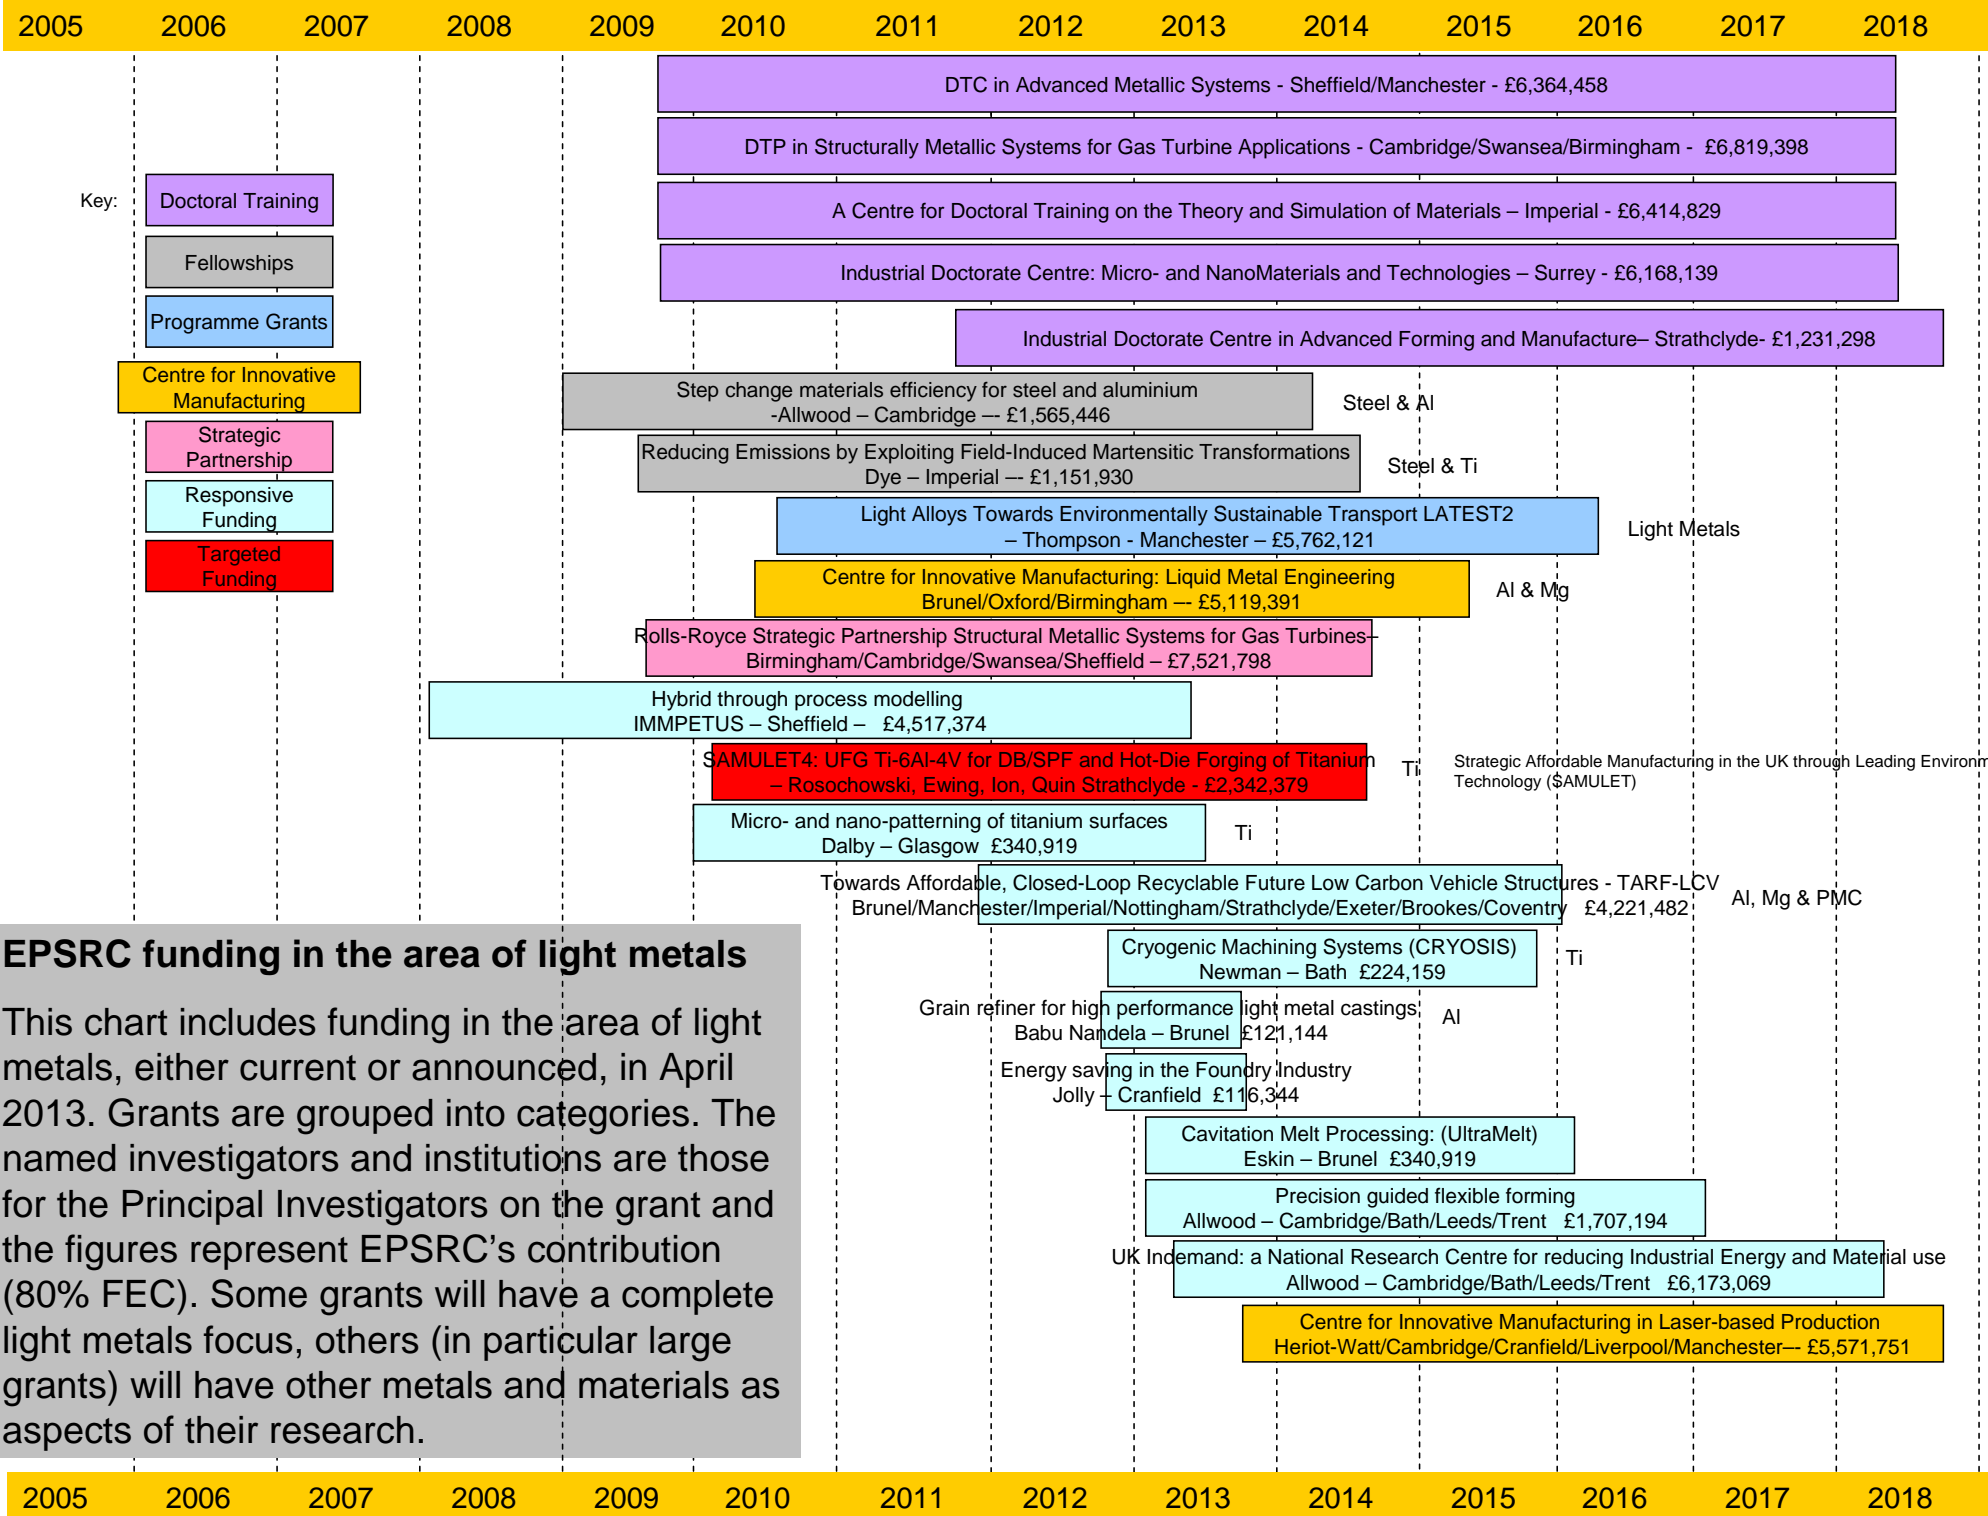 2005 2006 2007 2008 2009 2010 2011 2012 2013 2014 2015 2016 2017 2018
DTC in Advanced Metallic Systems - Sheffield/Manchester - £6,364,458
DTP in Structurally Metallic Systems for Gas Turbine Applications - Cambridge/Swansea/Birmingham - £6,819,398
Key:
Doctoral Training
A Centre for Doctoral Training on the Theory and Simulation of Materials – Imperial - £6,414,829
Fellowships
Industrial Doctorate Centre: Micro- and NanoMaterials and Technologies – Surrey - £6,168,139
Programme Grants
Industrial Doctorate Centre in Advanced Forming and Manufacture– Strathclyde- £1,231,298
Centre for Innovative
Manufacturing
Step change materials efficiency for steel and aluminium
-Allwood – Cambridge –- £1,565,446
Steel & Al
Strategic
Partnership
Reducing Emissions by Exploiting Field-Induced Martensitic Transformations
Dye – Imperial –- £1,151,930
Steel & Ti
Responsive
Funding
Light Alloys Towards Environmentally Sustainable Transport LATEST2
– Thompson - Manchester – £5,762,121
Light Metals
Targeted
Funding
Centre for Innovative Manufacturing: Liquid Metal Engineering
Brunel/Oxford/Birmingham –- £5,119,391
Al & Mg
Rolls-Royce Strategic Partnership Structural Metallic Systems for Gas Turbines–
Birmingham/Cambridge/Swansea/Sheffield – £7,521,798
Hybrid through process modelling
IMMPETUS – Sheffield – £4,517,374
SAMULET4: UFG Ti-6Al-4V for DB/SPF and Hot-Die Forging of Titanium
– Rosochowski, Ewing, Ion, Quin Strathclyde - £2,342,379
Ti
Strategic Affordable Manufacturing in the UK through Leading Environm
Technology (SAMULET)
Micro- and nano-patterning of titanium surfaces
Dalby – Glasgow £340,919
Ti
Towards Affordable, Closed-Loop Recyclable Future Low Carbon Vehicle Structures - TARF-LCV
Brunel/Manchester/Imperial/Nottingham/Strathclyde/Exeter/Brookes/Coventry £4,221,482
Al, Mg & PMC
Cryogenic Machining Systems (CRYOSIS)
Newman – Bath £224,159
Ti
Grain refiner for high performance light metal castings
Babu Nandela – Brunel £121,144
Al
Energy saving in the Foundry Industry
Jolly – Cranfield £116,344
Cavitation Melt Processing: (UltraMelt)
Eskin – Brunel £340,919
Precision guided flexible forming
Allwood – Cambridge/Bath/Leeds/Trent £1,707,194
UK Indemand: a National Research Centre for reducing Industrial Energy and Material use
Allwood – Cambridge/Bath/Leeds/Trent £6,173,069
Centre for Innovative Manufacturing in Laser-based Production
Heriot-Watt/Cambridge/Cranfield/Liverpool/Manchester–- £5,571,751
EPSRC funding in the area of light metals
This chart includes funding in the area of light
metals, either current or announced, in April
2013. Grants are grouped into categories. The
named investigators and institutions are those
for the Principal Investigators on the grant and
the figures represent EPSRC’s contribution
(80% FEC). Some grants will have a complete
light metals focus, others (in particular large
grants) will have other metals and materials as
aspects of their research.
2005 2006 2007 2008 2009 2010 2011 2012 2013 2014 2015 2016 2017 2018